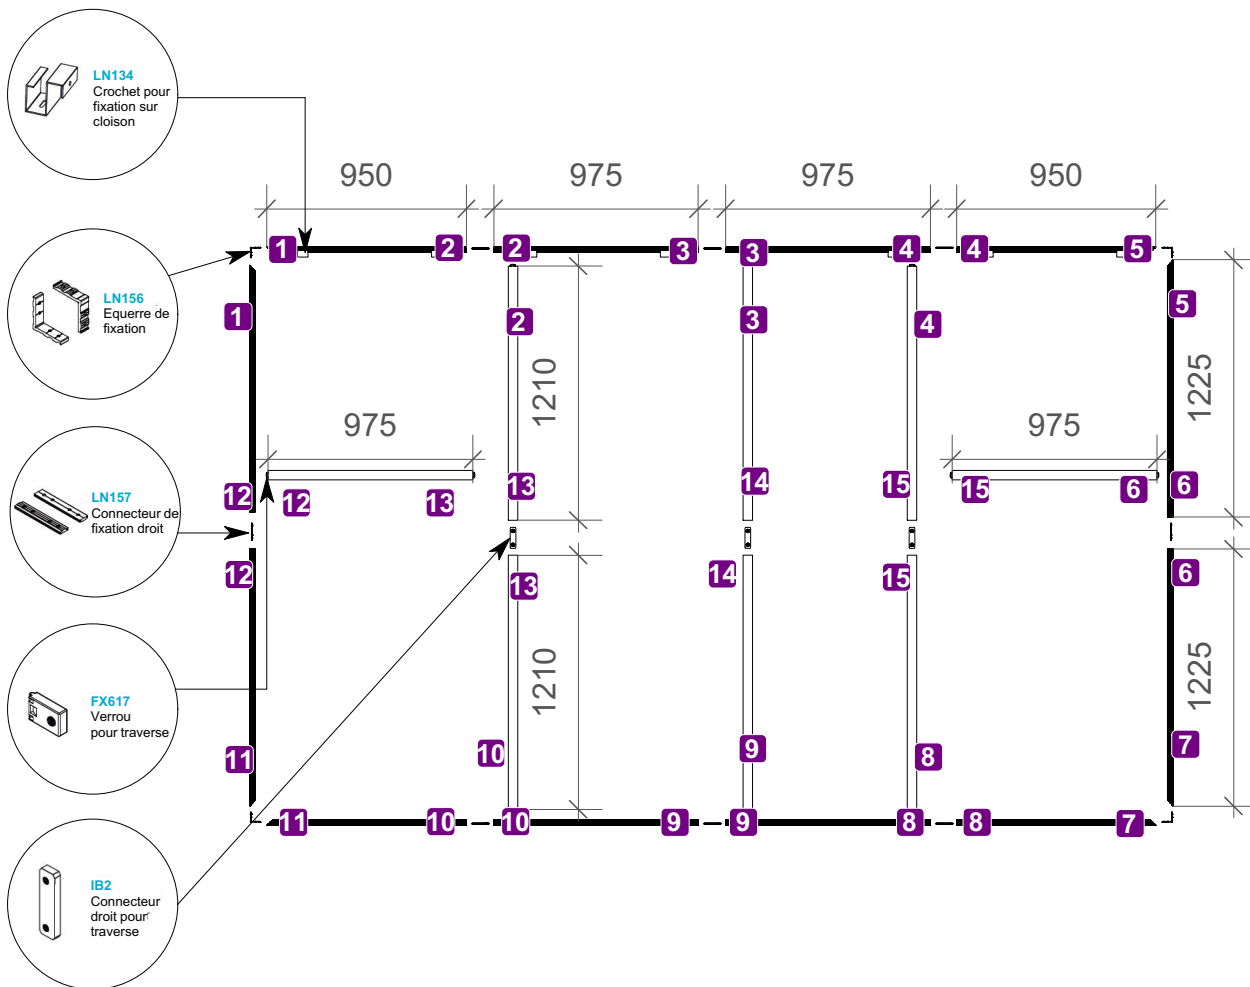 LN134
Crochet pour
fixation sur
cloison
950
975
975
950
1
2
2
3
3
4
4
5
LN156
Equerre de
fixation
1
2
3
4
5
1210
1225
975
975
LN157
Connecteur de
fixation droit
12
12
13
13
14
15
15
6
6
12
13
14
15
6
FX617
Verrou
pour traverse
1210
1225
11
10
9
8
7
11
10
10
9
9
8
8
7
IB2
Connecteur
droit pour
traverse